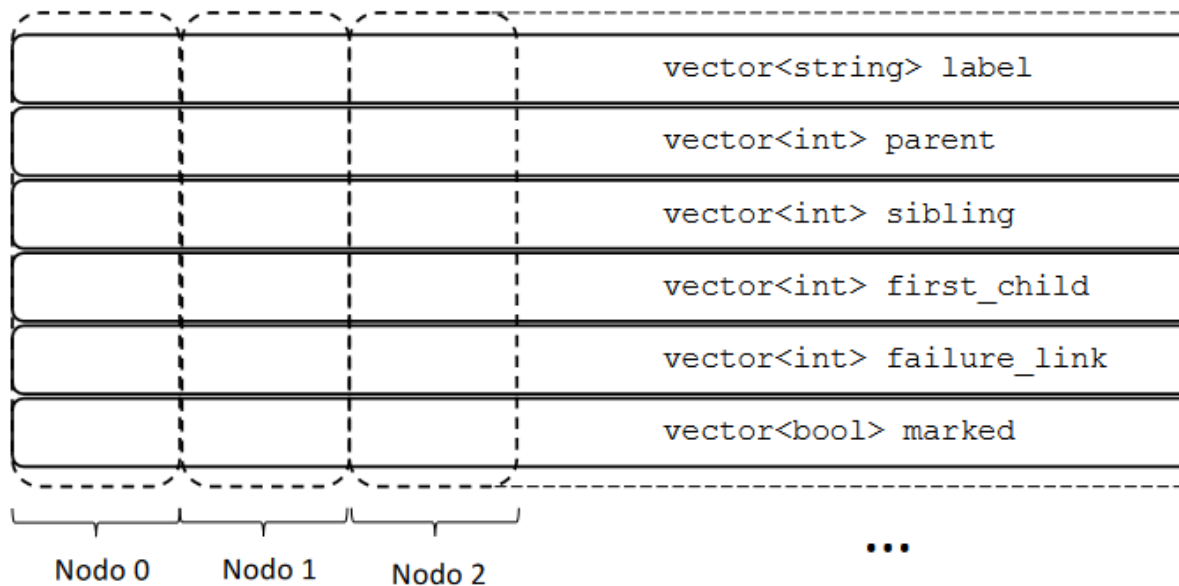 vector<string> label
vector<int> parent
vector<int> sibling
vector<int> first_child
vector<int> failure_link
vector<bool> marked
Nodo 0 Nodo 1 Nodo 2 ...